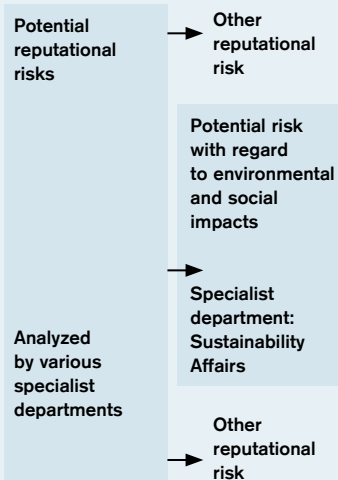 Potential
reputational
risks
Analyzed
by various
specialist
departments
Other
reputational
risk
Potential risk
with regard
to environmental
and social
impacts
Specialist
department:
Sustainability
Affairs
Other
reputational
risk